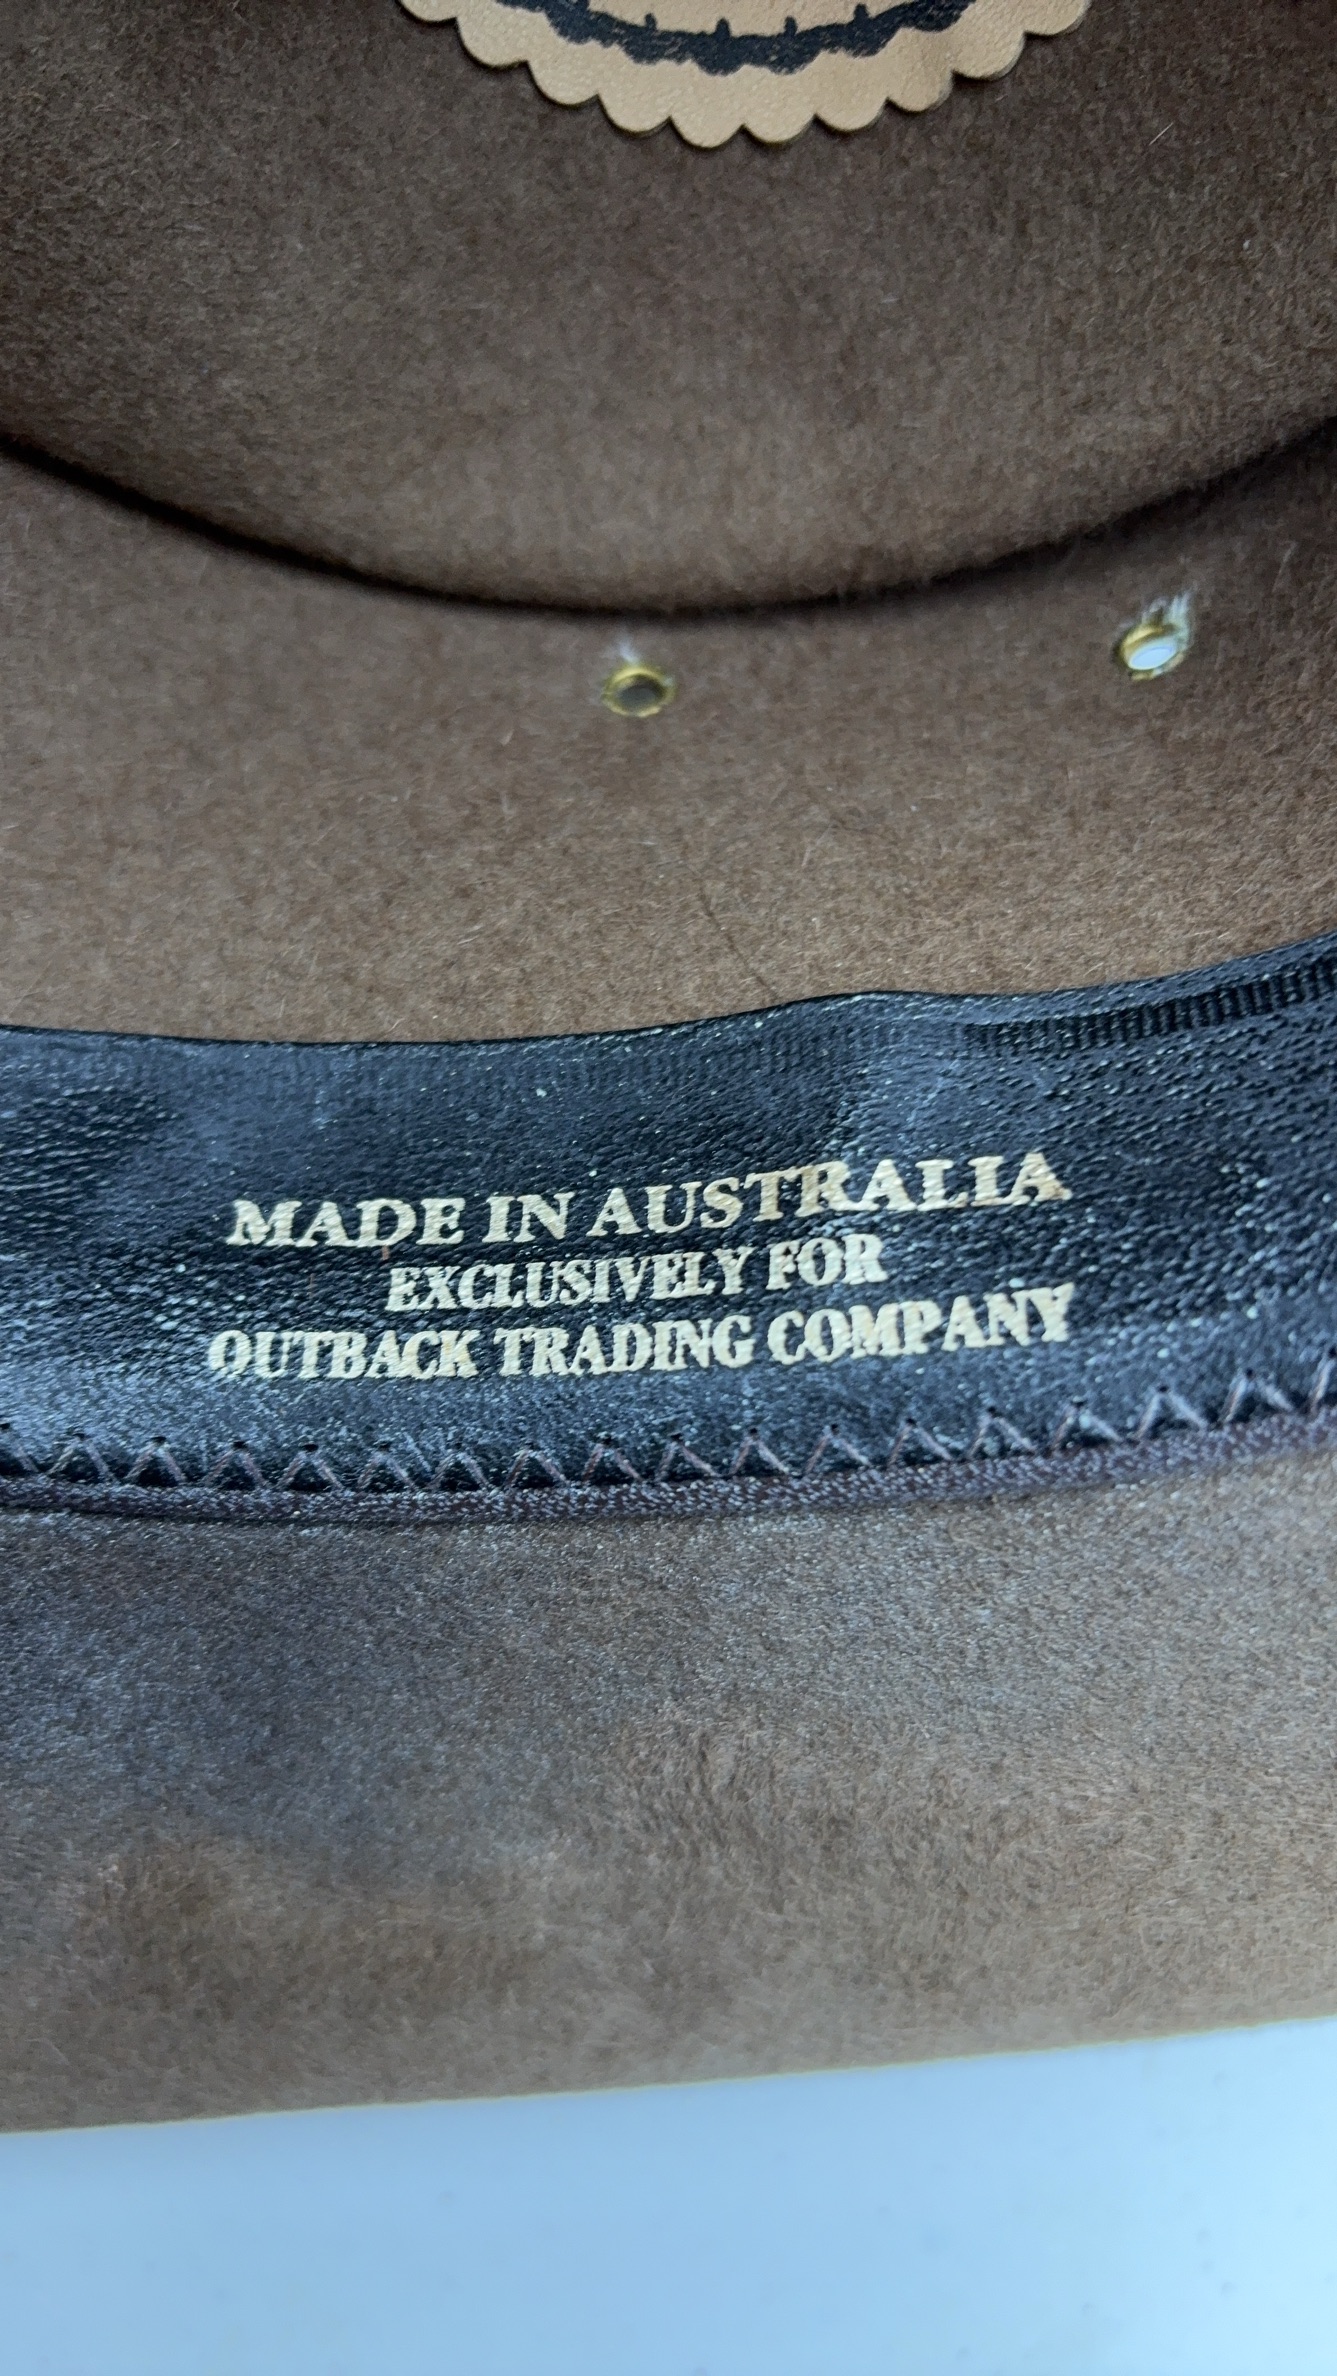 MADE IN AUSTRALIA
EXCLUSIVELY FOR
OUTBACK TRADING COMPANY